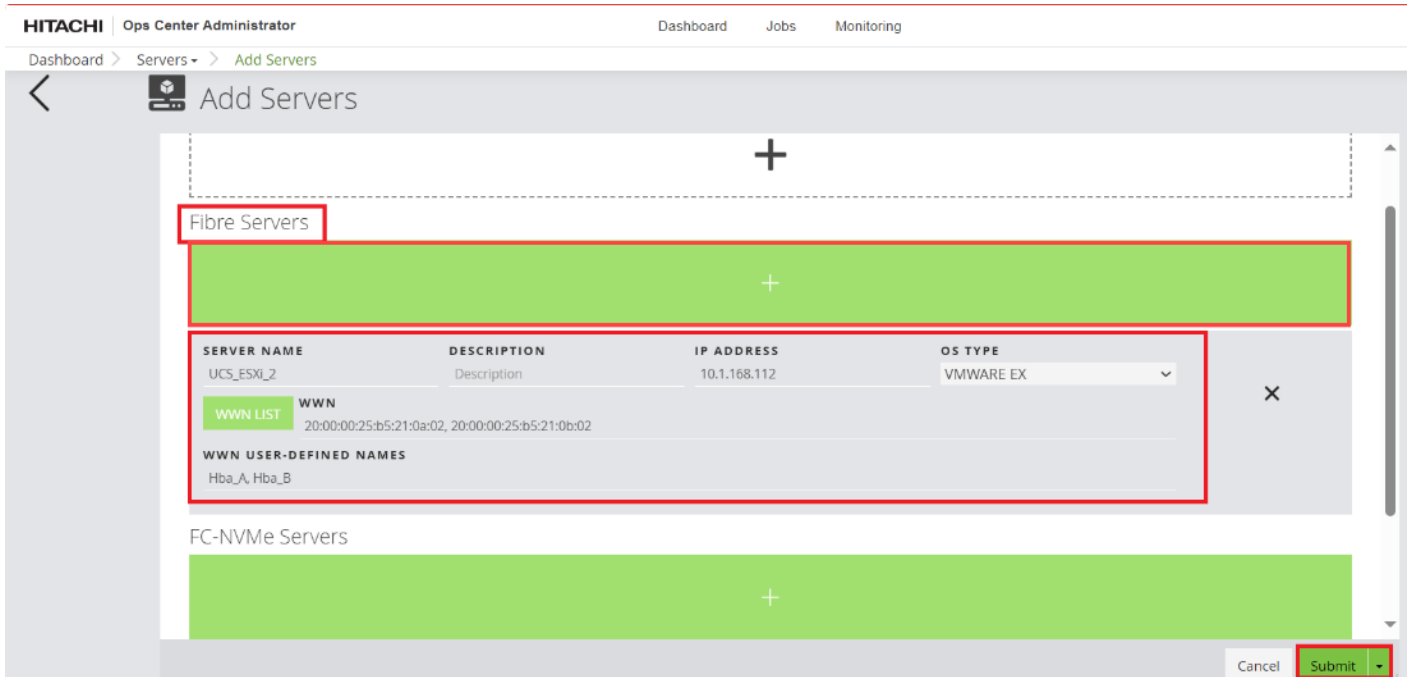 HITACHI Ops Center Administrator Dashboard Jobs Monitoring
Dashboard Servers Add Servers
Add Servers
Fibre Servers
SERVER NAME DESCRIPTION IP ADDRESS OS TYPE
UCS_ESXi_2 Description 10.1.168.112 VMWARE EX
WWN LIST WWN
20:00:00:25:b5:21:0a:02, 20:00:00:25:b5:21:0b:02
WWN USER-DEFINED NAMES
Hba_A, Hba_B
FC-NVMe Servers
Cancel Submit